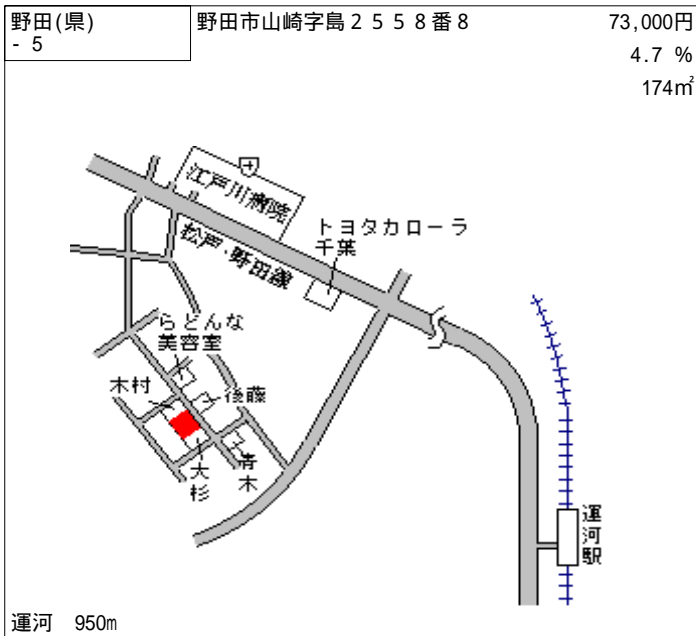 野田(県)
- 5
野田市山崎字島２５５８番８
73,000円
4.7 %
174㎡
江戸川病院
松戸・野田線
トヨタカローラ
千葉
らどんな
美容室
木村
後藤
大杉
青木
運河駅
運河 950m